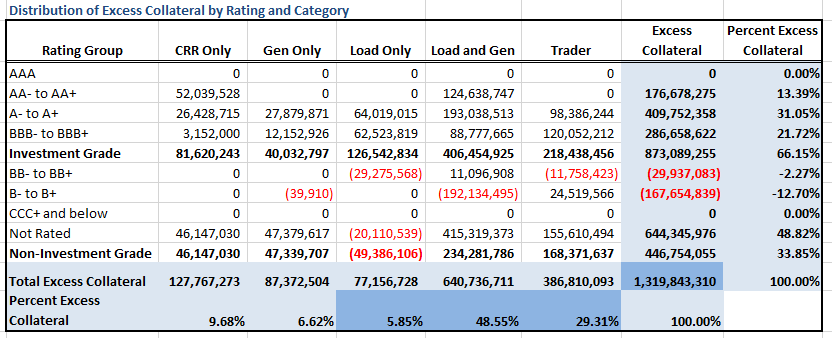 Distribution of Excess Collateral by Rating and Category
Rating Group CRR Only Gen Only Load Only Load and Gen Trader Excess Collateral Percent Excess Collateral
AAA 0 0 0 0 0 0 0.00%
AA- to AA+ 52,039,528 0 0 124,638,747 0 176,678,275 13.39%
A- to A+ 26,428,715 27,879,871 64,019,015 193,038,513 98,386,244 409,752,358 31.05%
BBB- to BBB+ 3,152,000 12,152,926 62,523,819 88,777,665 120,052,212 286,658,622 21.72%
Investment Grade 81,620,243 40,032,797 126,542,834 406,454,925 218,438,456 873,089,255 66.15%
BB- to BB+ 0 0 (29,275,568) 11,096,908 (11,758,423) (29,937,083) -2.27%
B- to B+ 0 (39,910) 0 (192,134,495) 24,519,566 (167,654,839) -12.70%
CCC+ and below 0 0 0 0 0 0 0.00%
Not Rated 46,147,030 47,379,617 (20,110,539) 415,319,373 155,610,494 644,345,976 48.82%
Non-Investment Grade 46,147,030 47,339,707 (49,386,106) 234,281,786 168,371,637 446,754,055 33.85%
Total Excess Collateral 127,767,273 87,372,504 77,156,728 640,736,711 386,810,093 1,319,843,310 100.00%
Percent Excess
Collateral 9.68% 6.62% 5.85% 48.55% 29.31% 100.00%